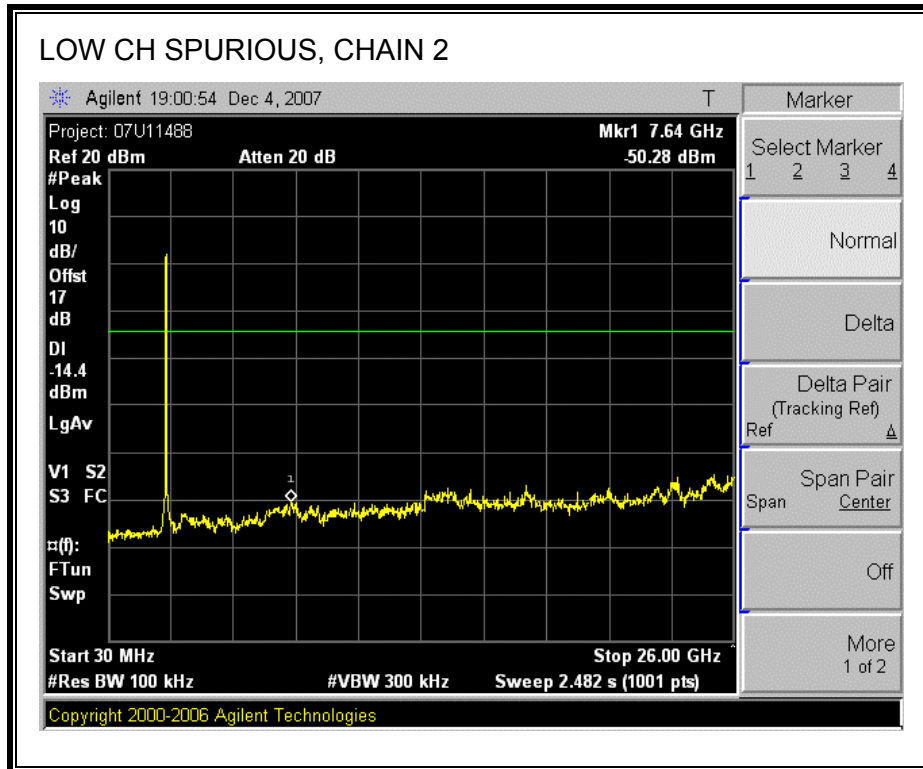 LOW CH SPURIOUS, CHAIN 2
Agilent 19:00:54 Dec 4, 2007 T
Project: 07U11488 Mkr1 7.64 GHz
Ref 20 dBm Atten 20 dB -50.28 dBm
#Peak
Log
10
dB/
Offst
17
dB
DI
-14.4
dBm
LgAv
V1 S2
S3 FC
¤(f):
FTun
Swp
1
Start 30 MHz Stop 26.00 GHz ^
#Res BW 100 kHz #VBW 300 kHz Sweep 2.482 s (1001 pts)
Copyright 2000-2006 Agilent Technologies
Marker
Select Marker
1 2 3 4
Normal
Delta
Delta Pair
(Tracking Ref)
Ref Δ
Span Pair
Span Center
Off
More
1 of 2